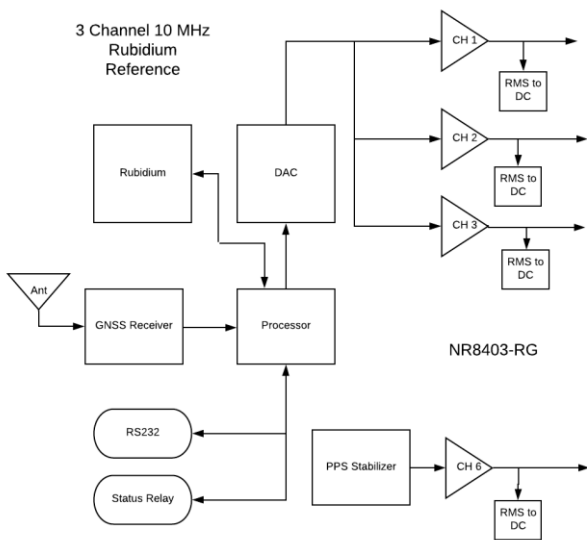 3 Channel 10 MHz
Rubidium
Reference
CH 1
RMS to
DC
CH 2
RMS to
DC
CH 3
RMS to
DC
Rubidium
DAC
Ant
GNSS Receiver
Processor
NR8403-RG
RS232
Status Relay
PPS Stabilizer
CH 6
RMS to
DC